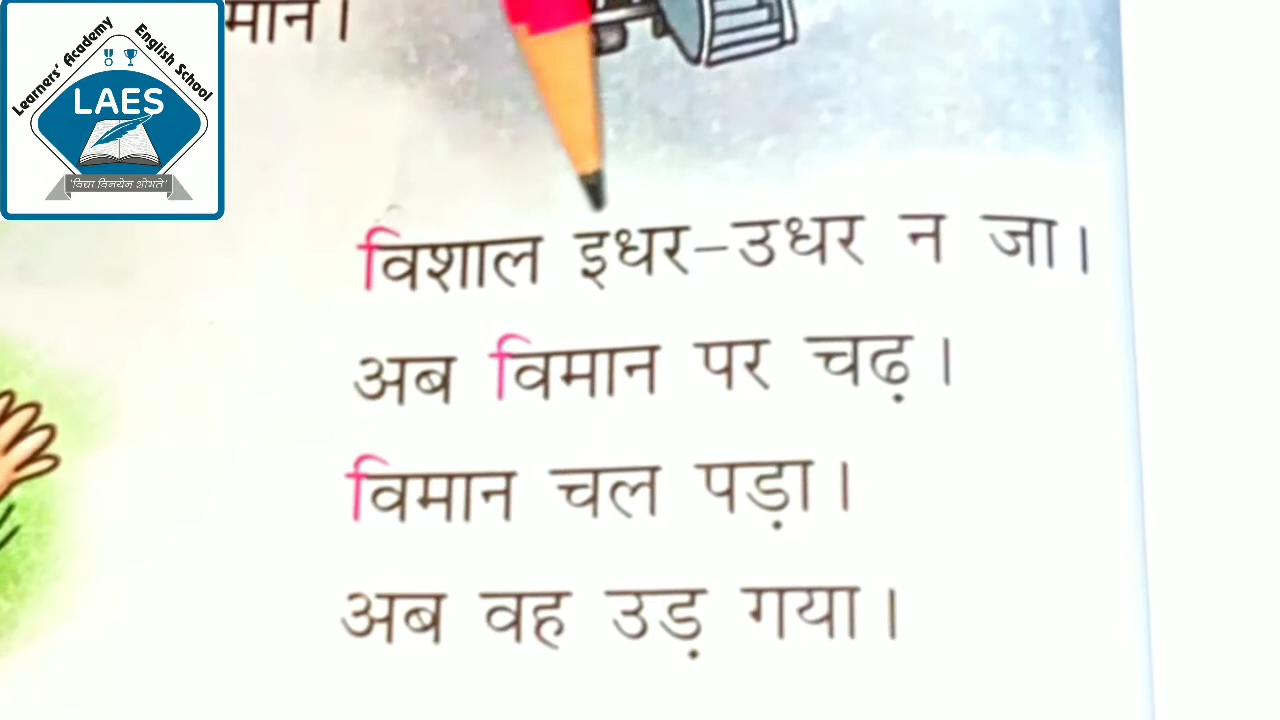 Learners' Academy English School
LAES
'विद्या विनयेन शोभते'
विशाल इधर-उधर न जा।
अब विमान पर चढ़।
विमान चल पड़ा।
अब वह उड़ गया।